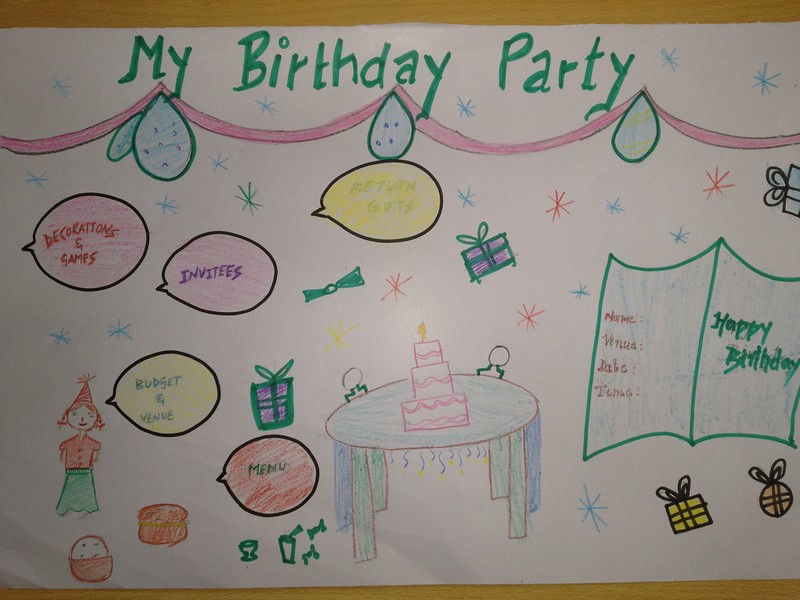 My Birthday Party
RETURN
GIFTS
DECORATIONS
&
GAMES
INVITEES
BUDGET
&
VENUE
MENU
Name:
Venue:
Date:
Time:
Happy
Birthday